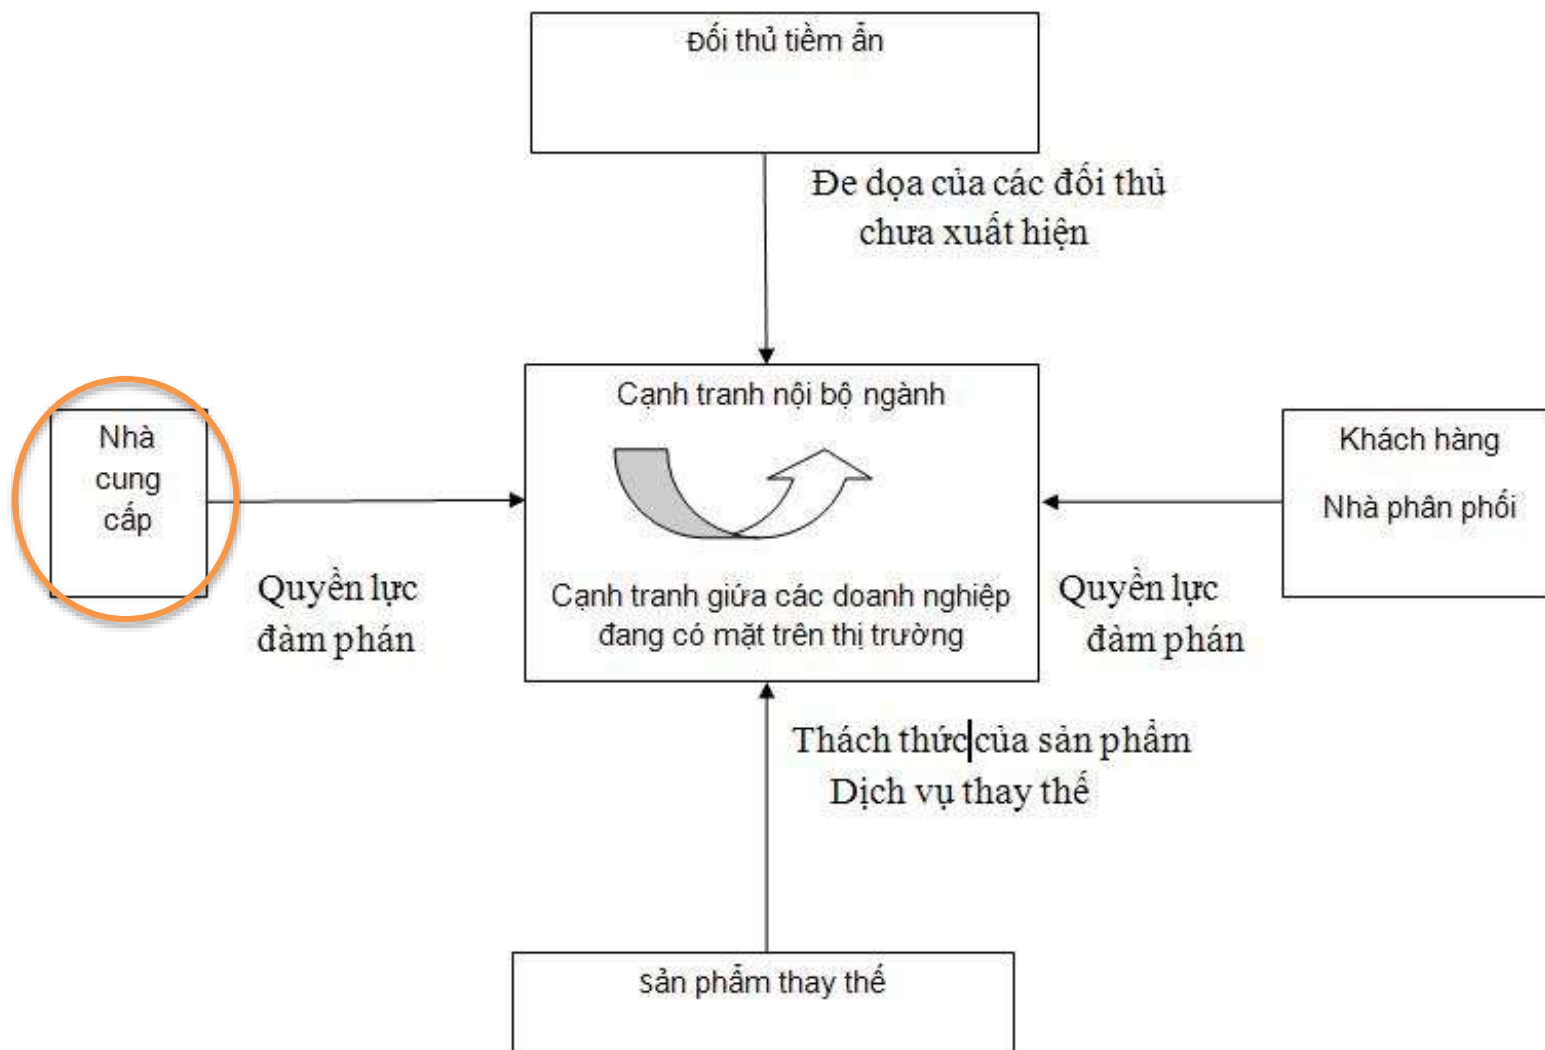 Đối thủ tiềm ẩn
Đe dọa của các đối thủ
chưa xuất hiện
Nhà
cung
cấp
Quyền lực
đàm phán
Cạnh tranh nội bộ ngành
Cạnh tranh giữa các doanh nghiệp
đang có mặt trên thị trường
Khách hàng
Nhà phân phối
Quyền lực
đàm phán
Thách thức của sản phẩm
Dịch vụ thay thế
Sản phẩm thay thế